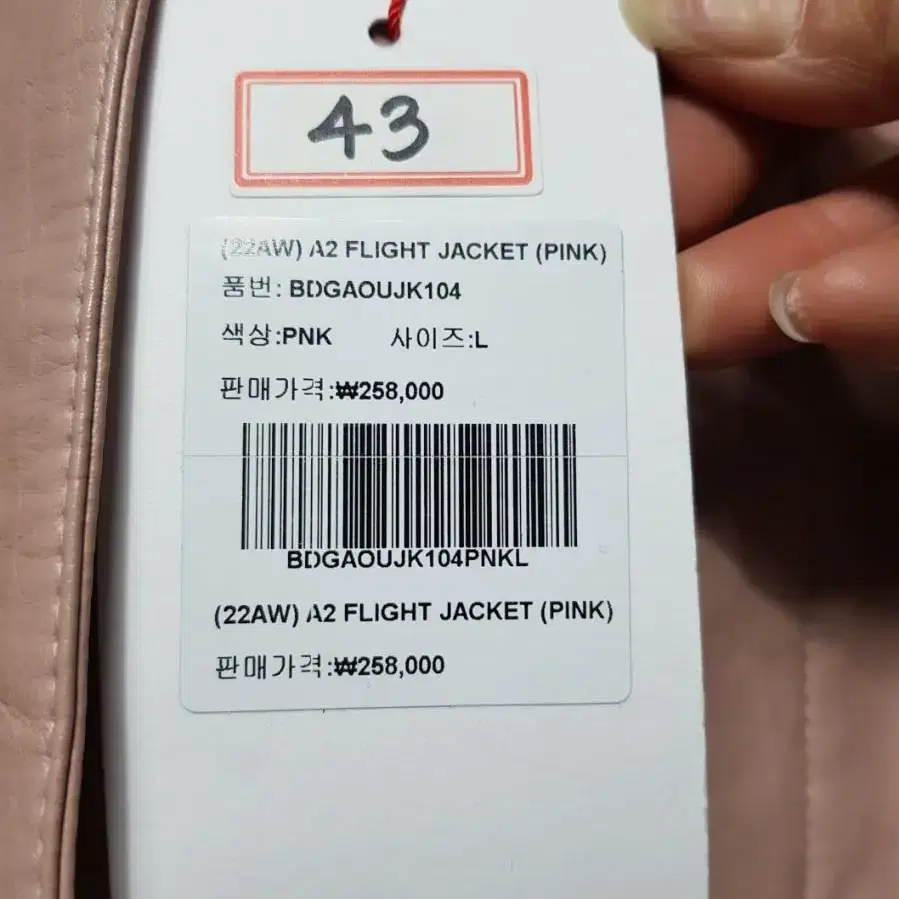 43
(22AW) A2 FLIGHT JACKET (PINK)
품번: BDGAOUJK104
색상:PNK 사이즈:L
판매가격:₩258,000
BDGAOUJK104PNKL
(22AW) A2 FLIGHT JACKET (PINK)
판매가격:₩258,000